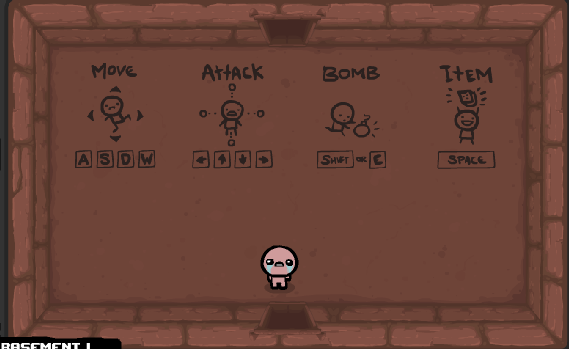 MOVE ATTACK BOMB ITEM
A S D W ← ↑ ↓ → SHIFT OR E SPACE
BASEMENT I